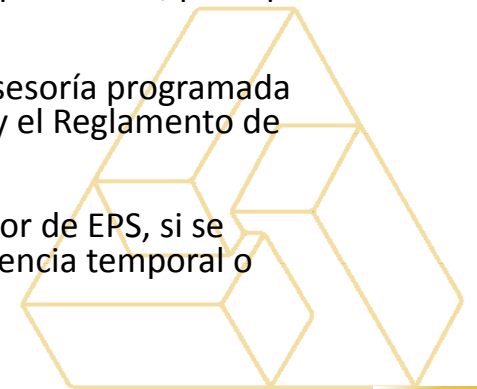 sesoría programada
y el Reglamento de
or de EPS, si se
encia temporal o